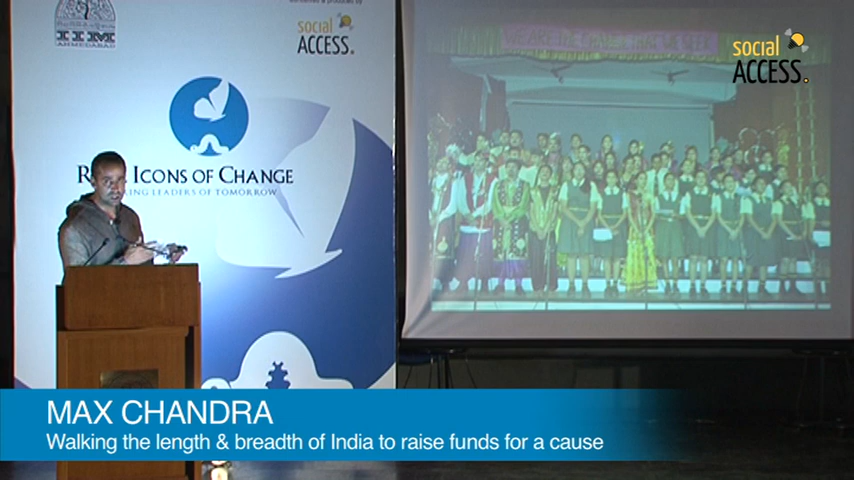 IIM
AHMEDABAD
social
ACCESS.
social
ACCESS.
ICONS OF CHANGE
LEADERS OF TOMORROW
MAX CHANDRA
Walking the length & breadth of India to raise funds for a cause